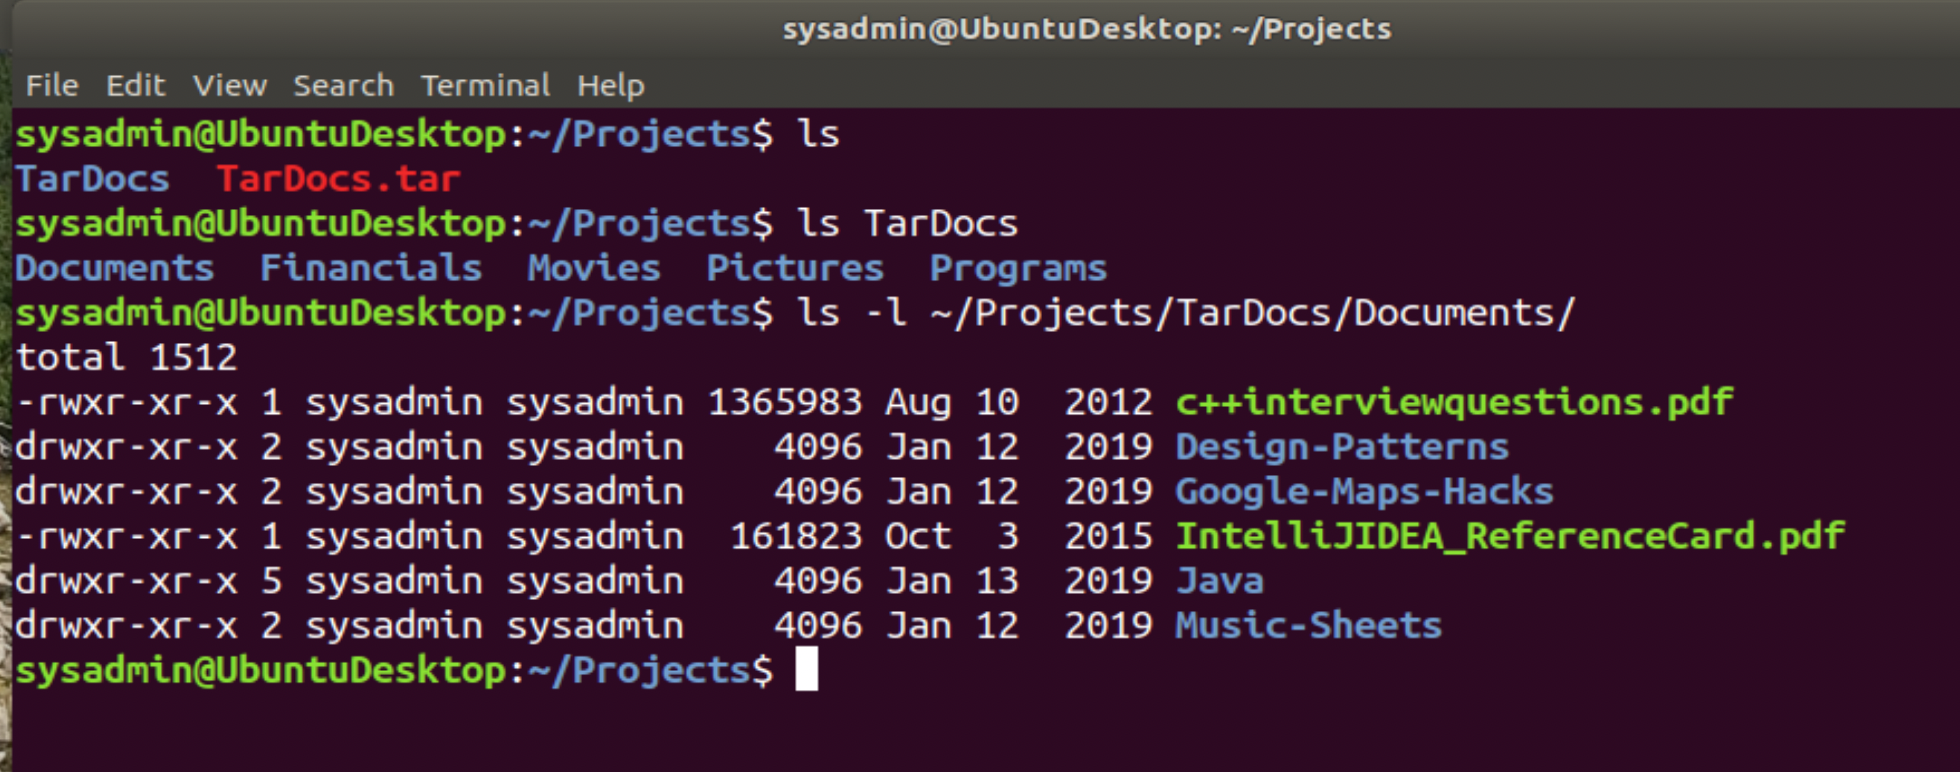 sysadmin@UbuntuDesktop: ~/Projects
File Edit View Search Terminal Help
sysadmin@UbuntuDesktop:~/Projects$ ls
TarDocs  TarDocs.tar
sysadmin@UbuntuDesktop:~/Projects$ ls TarDocs
Documents  Financials  Movies  Pictures  Programs
sysadmin@UbuntuDesktop:~/Projects$ ls -l ~/Projects/TarDocs/Documents/
total 1512
-rwxr-xr-x 1 sysadmin sysadmin 1365983 Aug 10  2012 c++interviewquestions.pdf
drwxr-xr-x 2 sysadmin sysadmin    4096 Jan 12  2019 Design-Patterns
drwxr-xr-x 2 sysadmin sysadmin    4096 Jan 12  2019 Google-Maps-Hacks
-rwxr-xr-x 1 sysadmin sysadmin  161823 Oct  3  2015 IntelliJIDEA_ReferenceCard.pdf
drwxr-xr-x 5 sysadmin sysadmin    4096 Jan 13  2019 Java
drwxr-xr-x 2 sysadmin sysadmin    4096 Jan 12  2019 Music-Sheets
sysadmin@UbuntuDesktop:~/Projects$